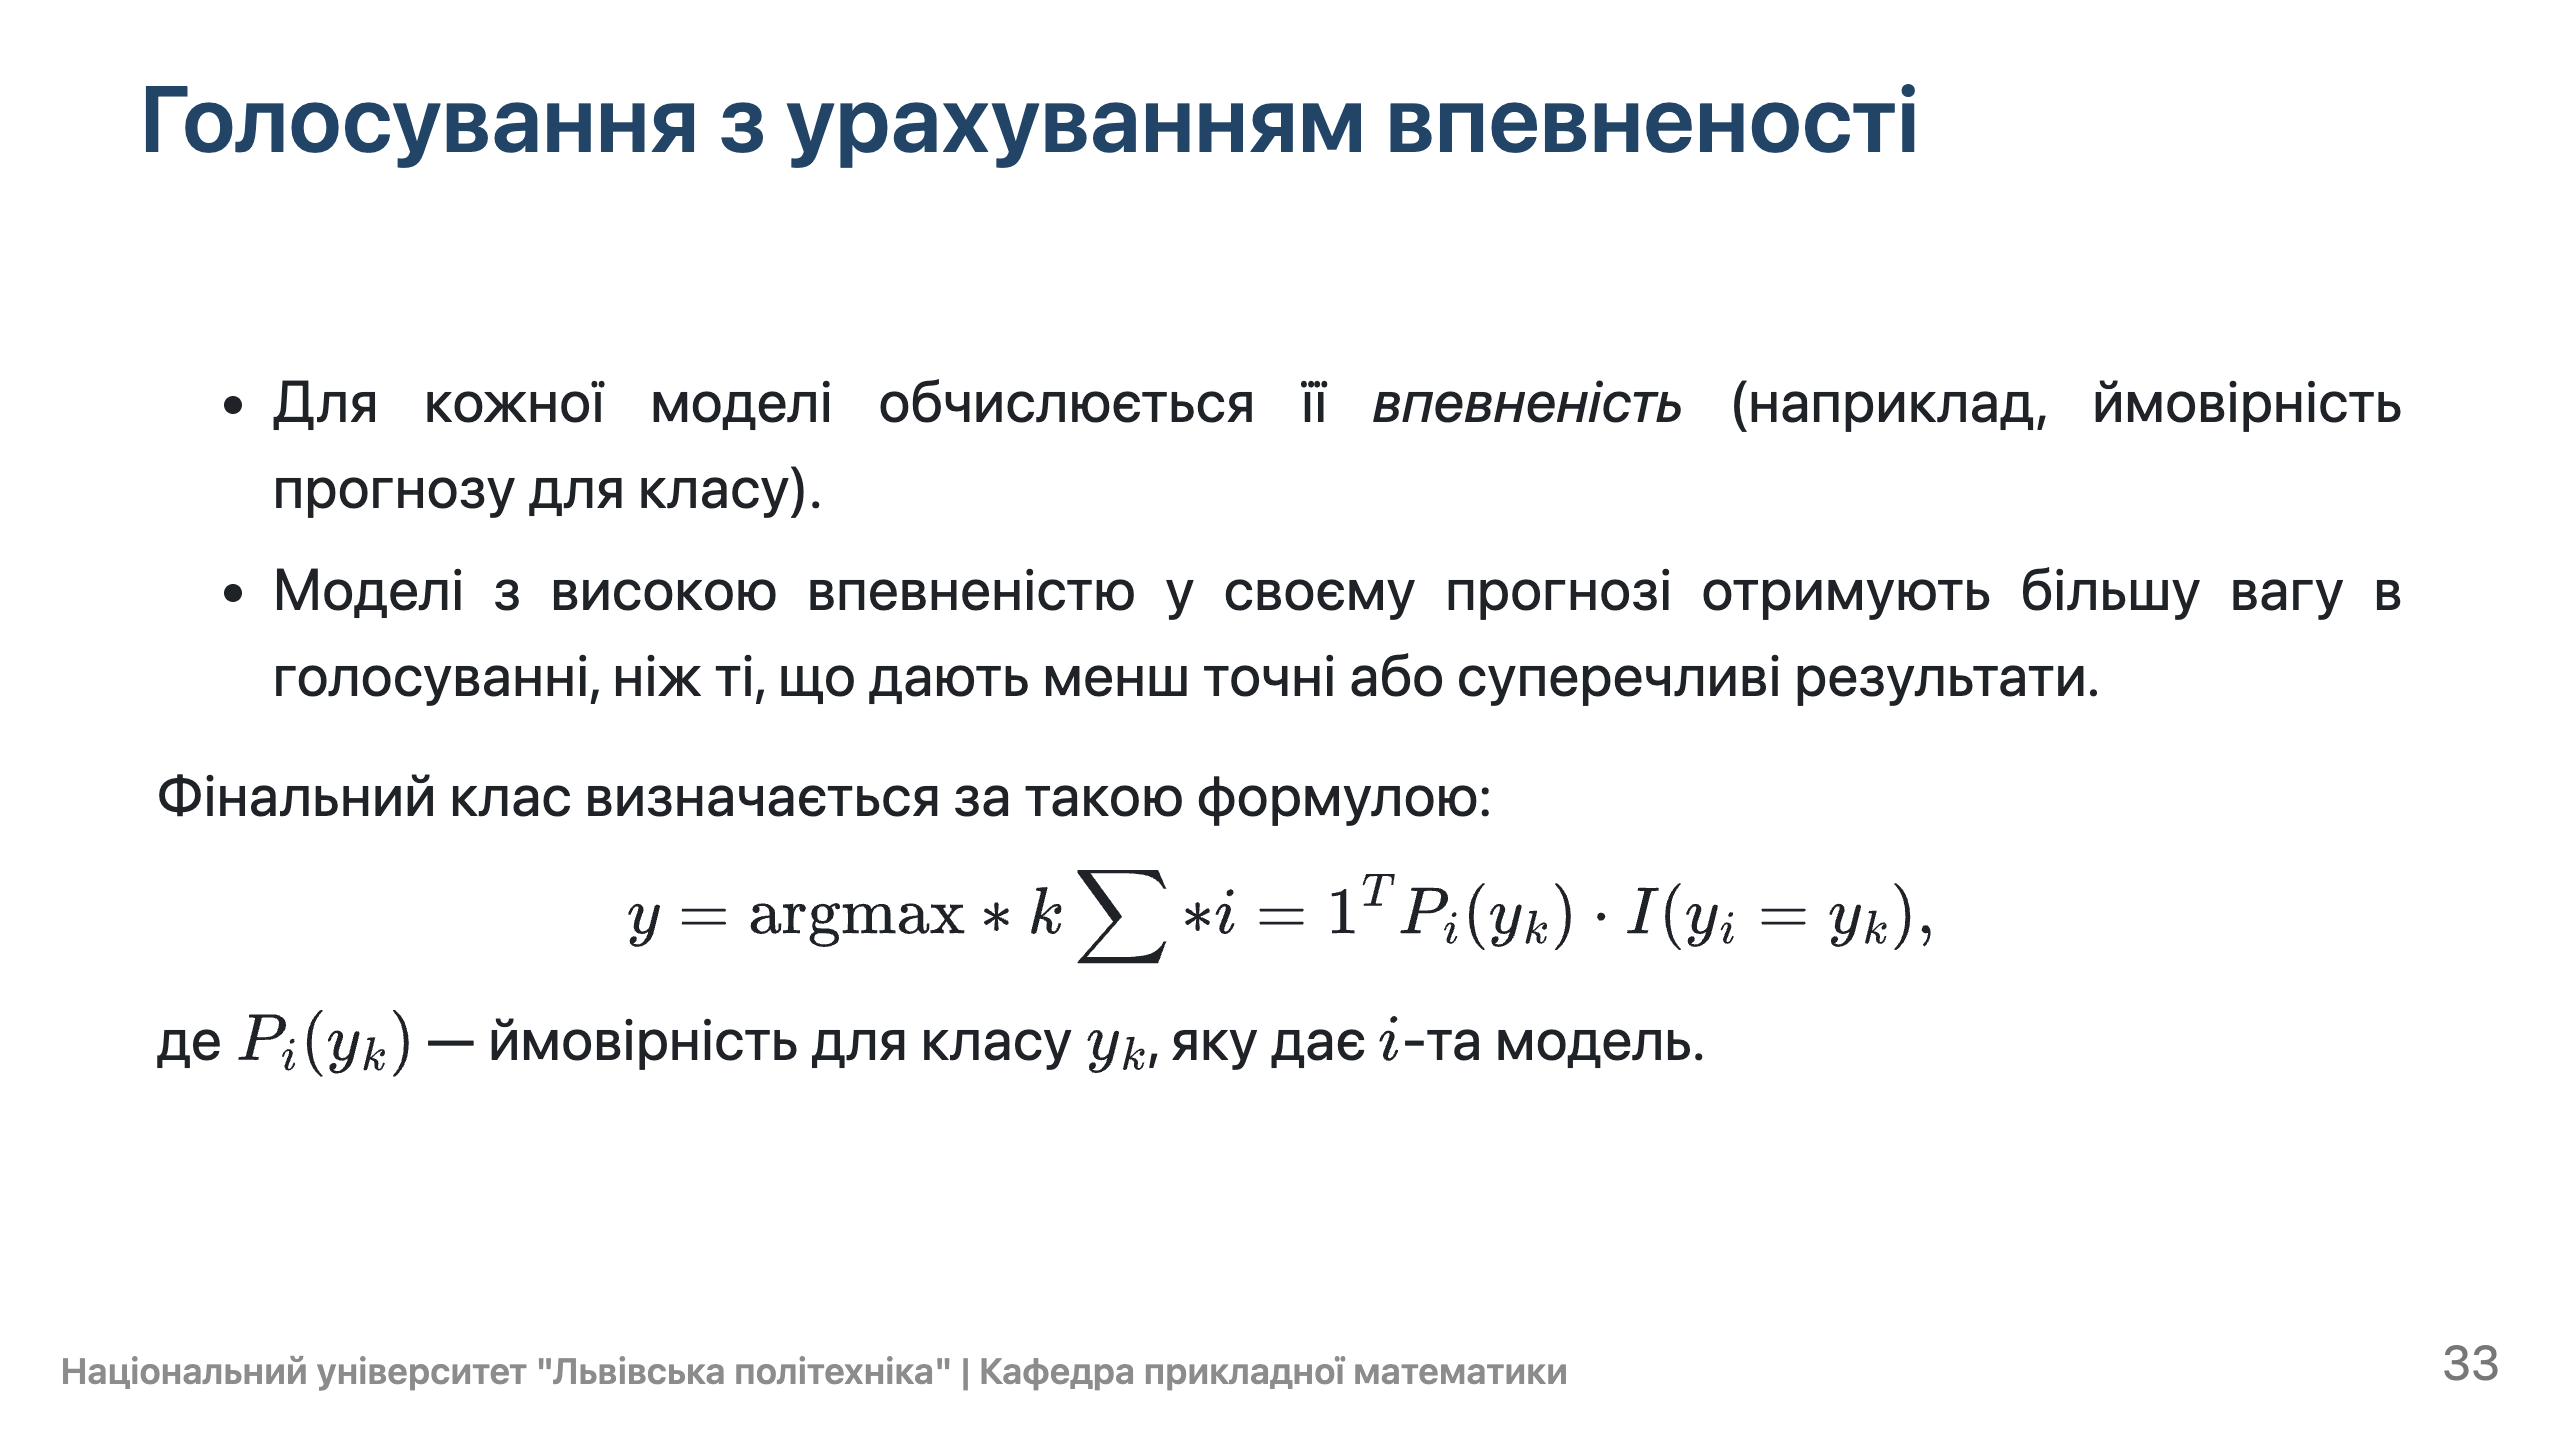 Голосування з урахуванням впевненості
• Для кожної моделі обчислюється її впевненість (наприклад, ймовірність
прогнозу для класу).
• Моделі з високою впевненістю у своєму прогнозі отримують більшу вагу в
голосуванні, ніж ті, що дають менш точні або суперечливі результати.
Фінальний клас визначається за такою формулою:
$y = \operatorname{argmax} * k \sum * i = 1^T P_i(y_k) \cdot I(y_i = y_k),$
де $P_i(y_k)$ — ймовірність для класу $y_k$, яку дає $i$-та модель.
Національний університет "Львівська політехніка" | Кафедра прикладної математики
33